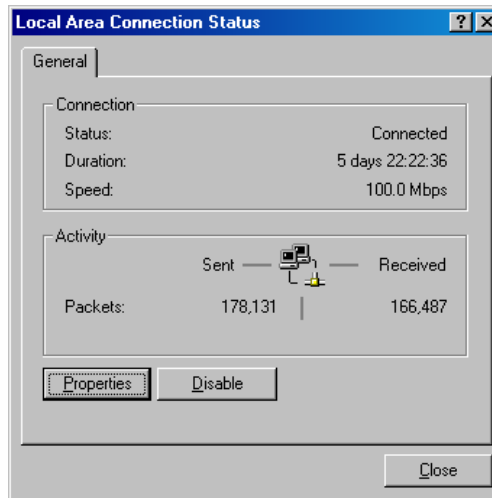 Local Area Connection Status
General
Connection
Status: Connected
Duration: 5 days 22:22:36
Speed: 100.0 Mbps
Activity
Sent Received
Packets: 178,131 166,487
Properties Disable
Close